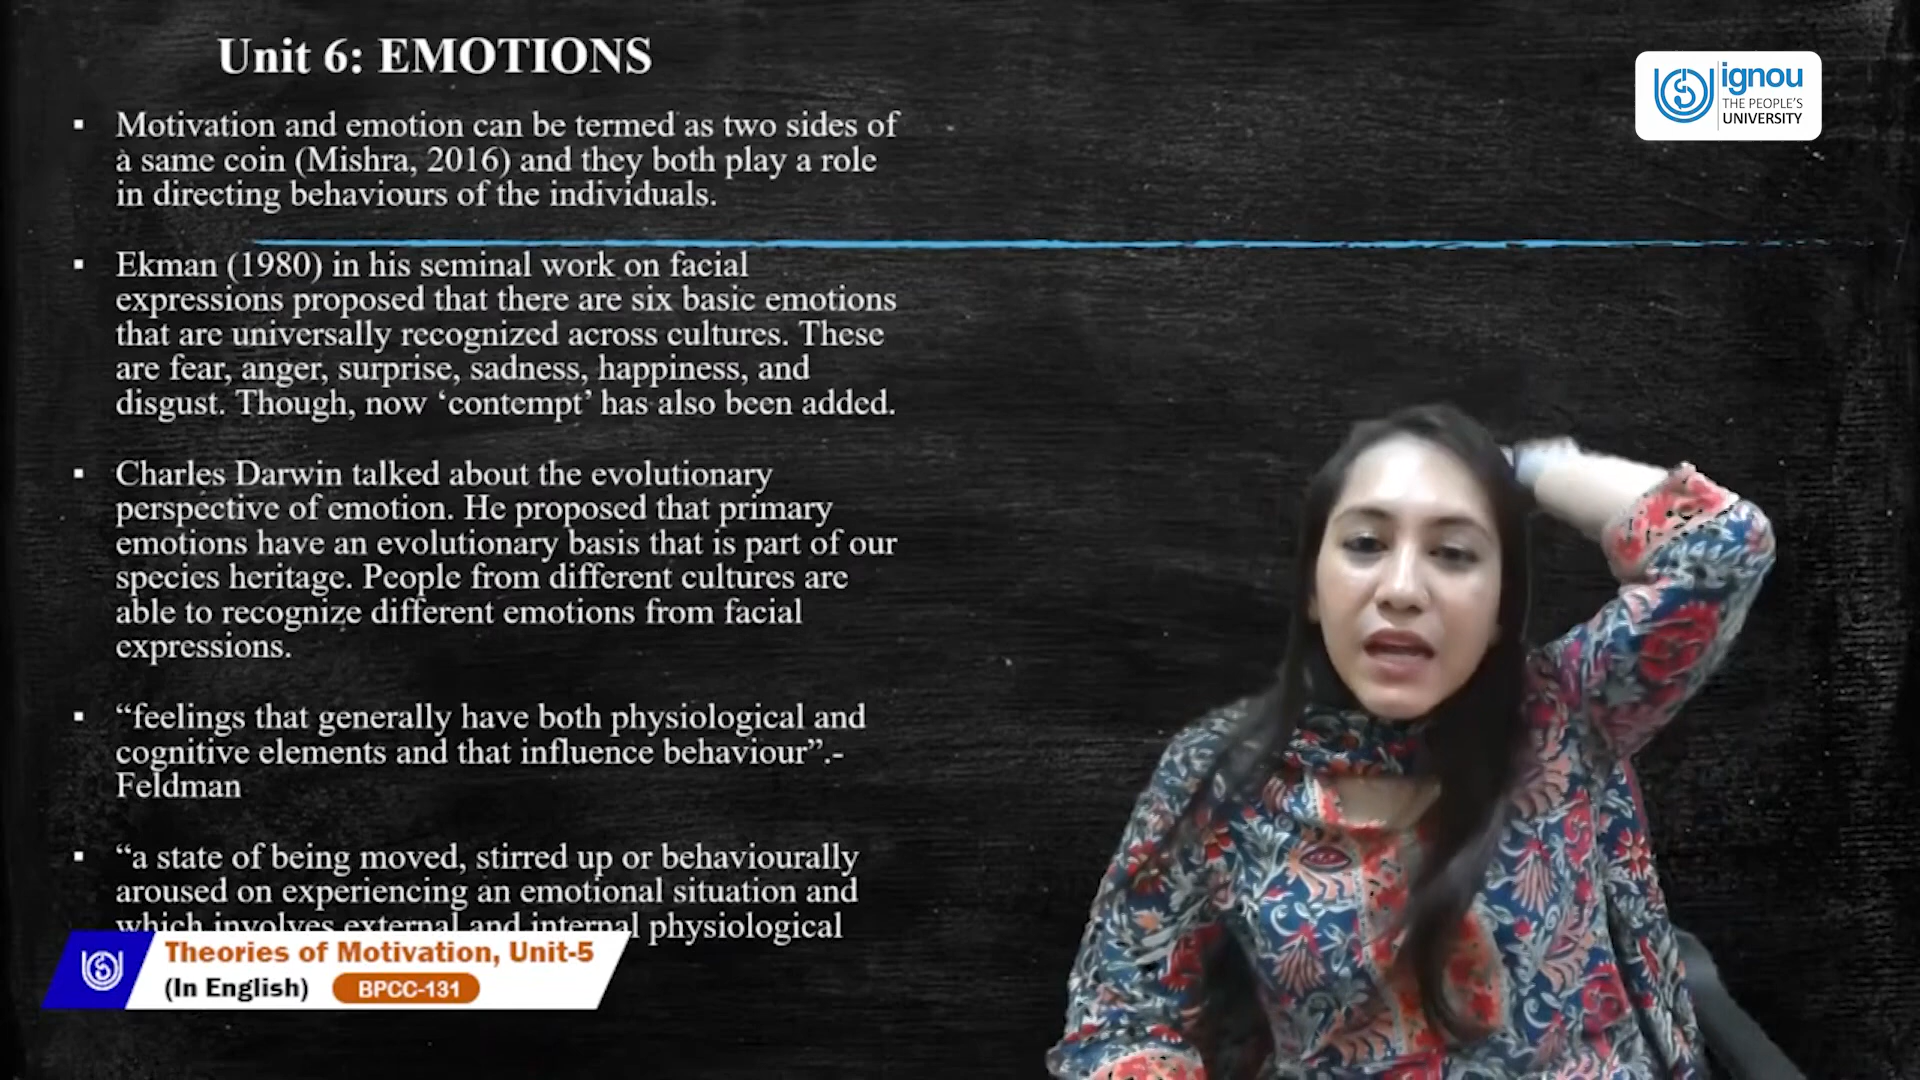 Unit 6: EMOTIONS
ignou
THE PEOPLE'S
UNIVERSITY
▪ Motivation and emotion can be termed as two sides of
a same coin (Mishra, 2016) and they both play a role
in directing behaviours of the individuals.
▪ Ekman (1980) in his seminal work on facial
expressions proposed that there are six basic emotions
that are universally recognized across cultures. These
are fear, anger, surprise, sadness, happiness, and
disgust. Though, now ‘contempt’ has also been added.
▪ Charles Darwin talked about the evolutionary
perspective of emotion. He proposed that primary
emotions have an evolutionary basis that is part of our
species heritage. People from different cultures are
able to recognize different emotions from facial
expressions.
▪ “feelings that generally have both physiological and
cognitive elements and that influence behaviour”.-
Feldman
▪ “a state of being moved, stirred up or behaviourally
aroused on experiencing an emotional situation and
which involves external and internal physiological
Theories of Motivation, Unit-5
(In English) BPCC-131